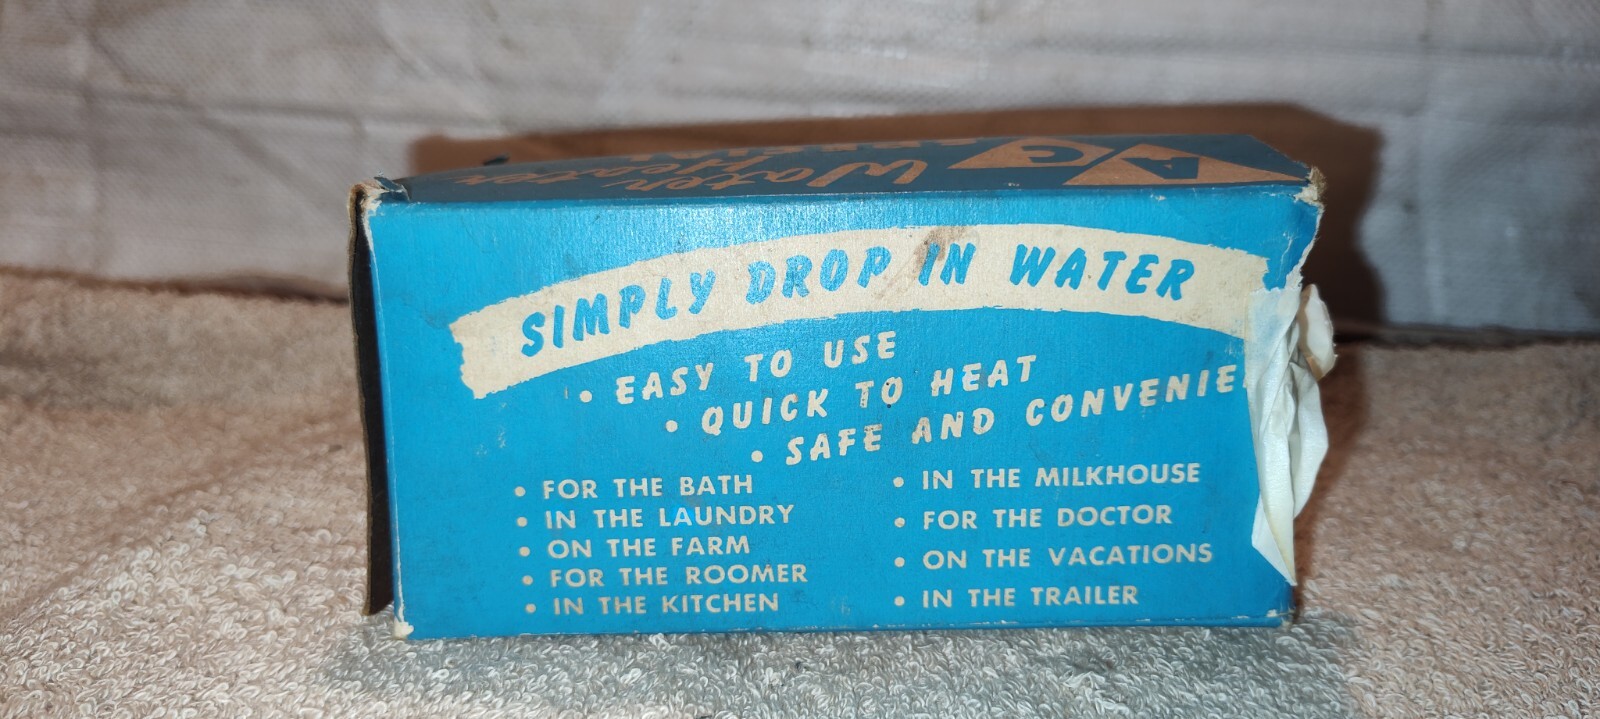 A C
Water
Heater
SIMPLY DROP IN WATER
• EASY TO USE
• QUICK TO HEAT
• SAFE AND CONVENIE
• FOR THE BATH
• IN THE LAUNDRY
• ON THE FARM
• FOR THE ROOMER
• IN THE KITCHEN
• IN THE MILKHOUSE
• FOR THE DOCTOR
• ON THE VACATIONS
• IN THE TRAILER